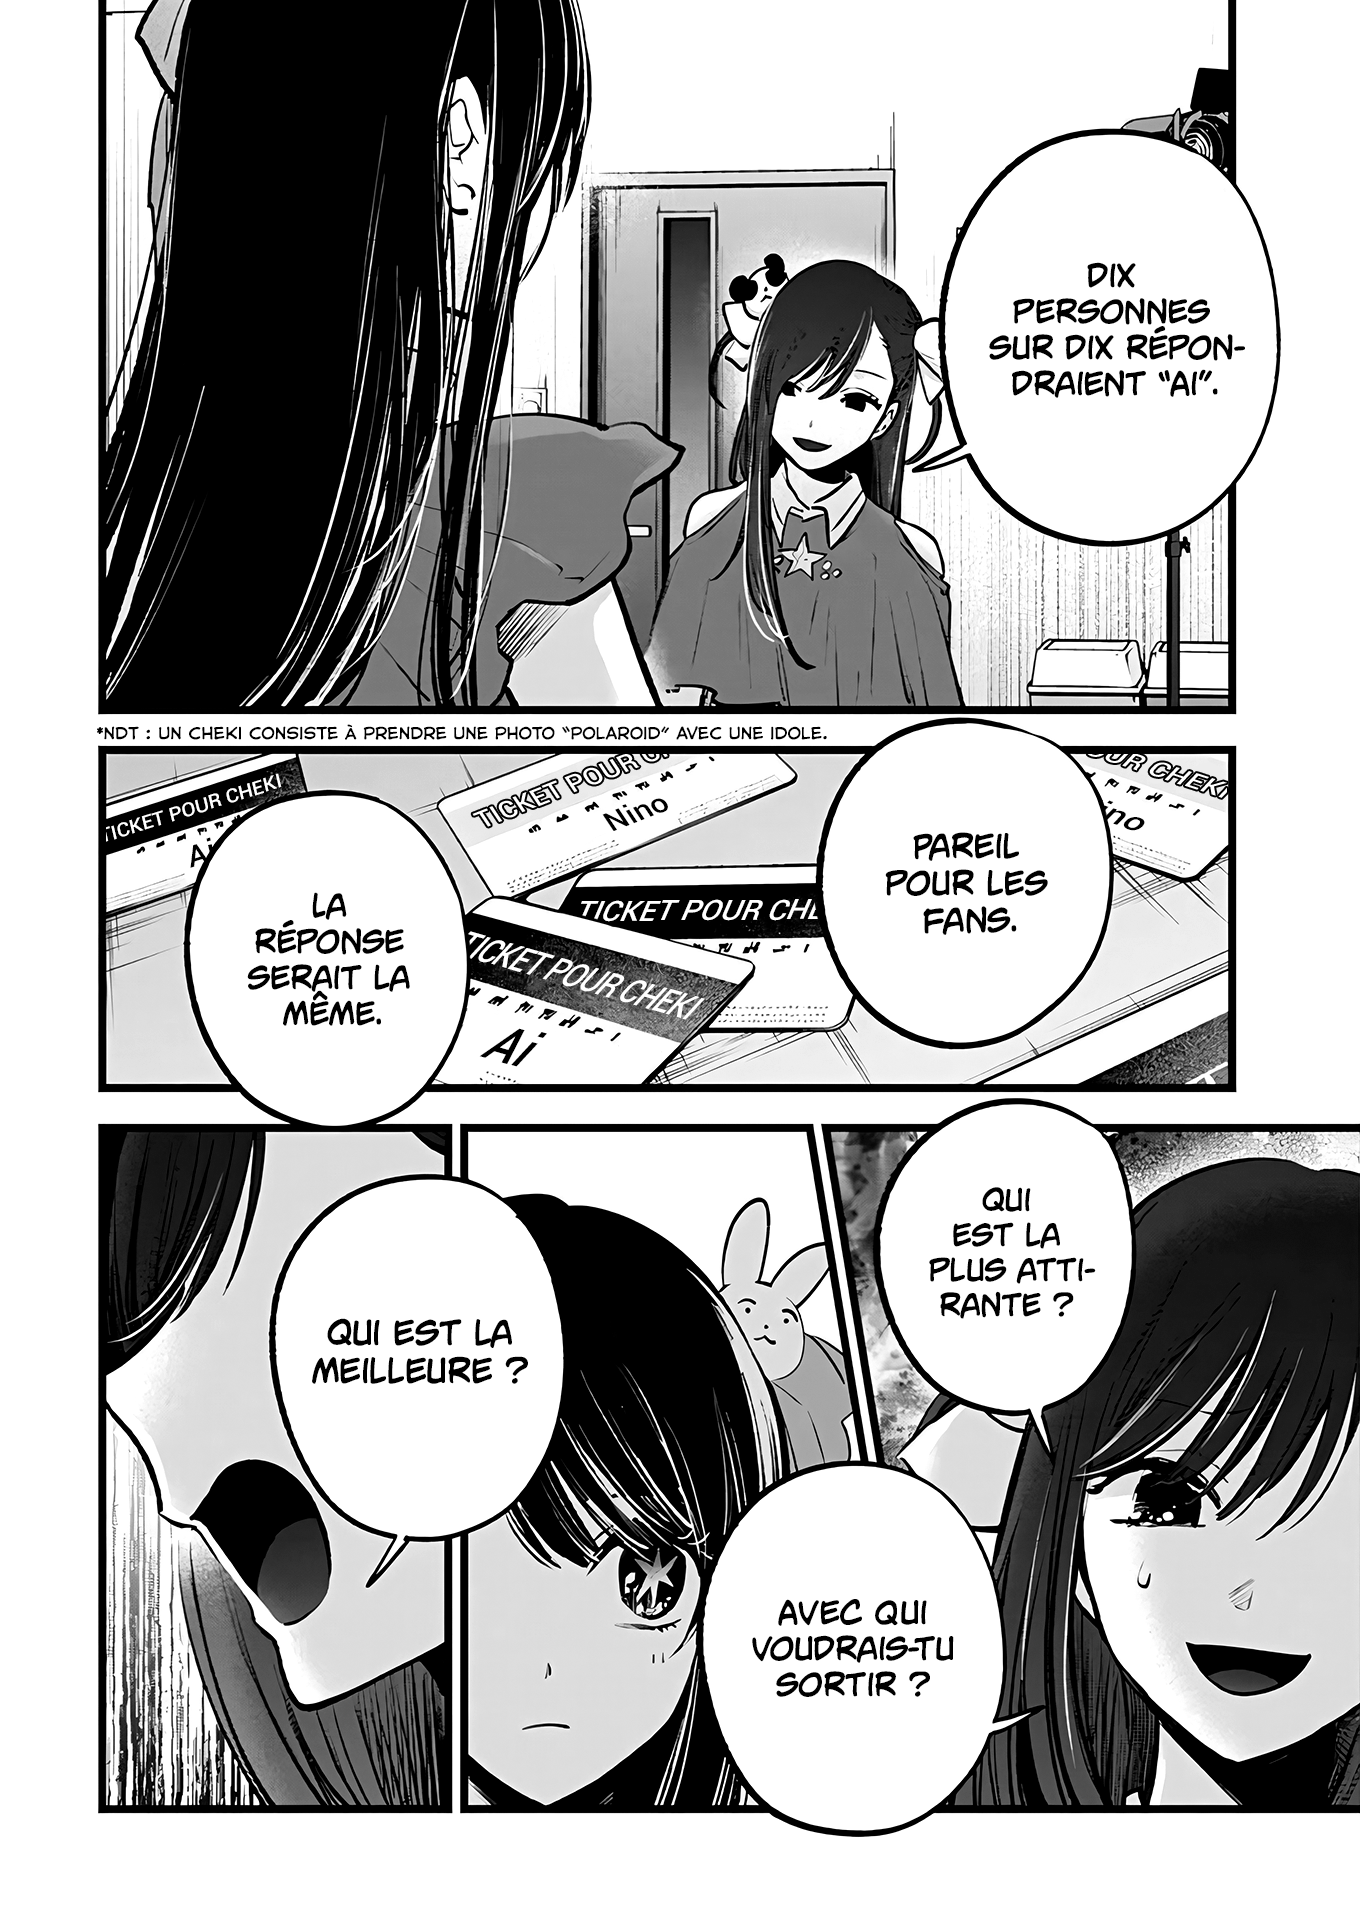 DIX
PERSONNES
SUR DIX RÉPON-
DRAIENT “AI”.
*NDT : UN CHEKI CONSISTE À PRENDRE UNE PHOTO “POLAROID” AVEC UNE IDOLE.
PAREIL
POUR LES
FANS.
TICKET POUR CHEKI
Nino
TICKET POUR
Nino
TICKET POUR
TICKET POUR CHEKI
Ai
TICKET POUR CHEKI
Ai
LA
RÉPONSE
SERAIT LA
MÊME.
QUI
EST LA
PLUS ATTI-
RANTE ?
AVEC QUI
VOUDRAIS-TU
SORTIR ?
QUI EST LA
MEILLEURE ?